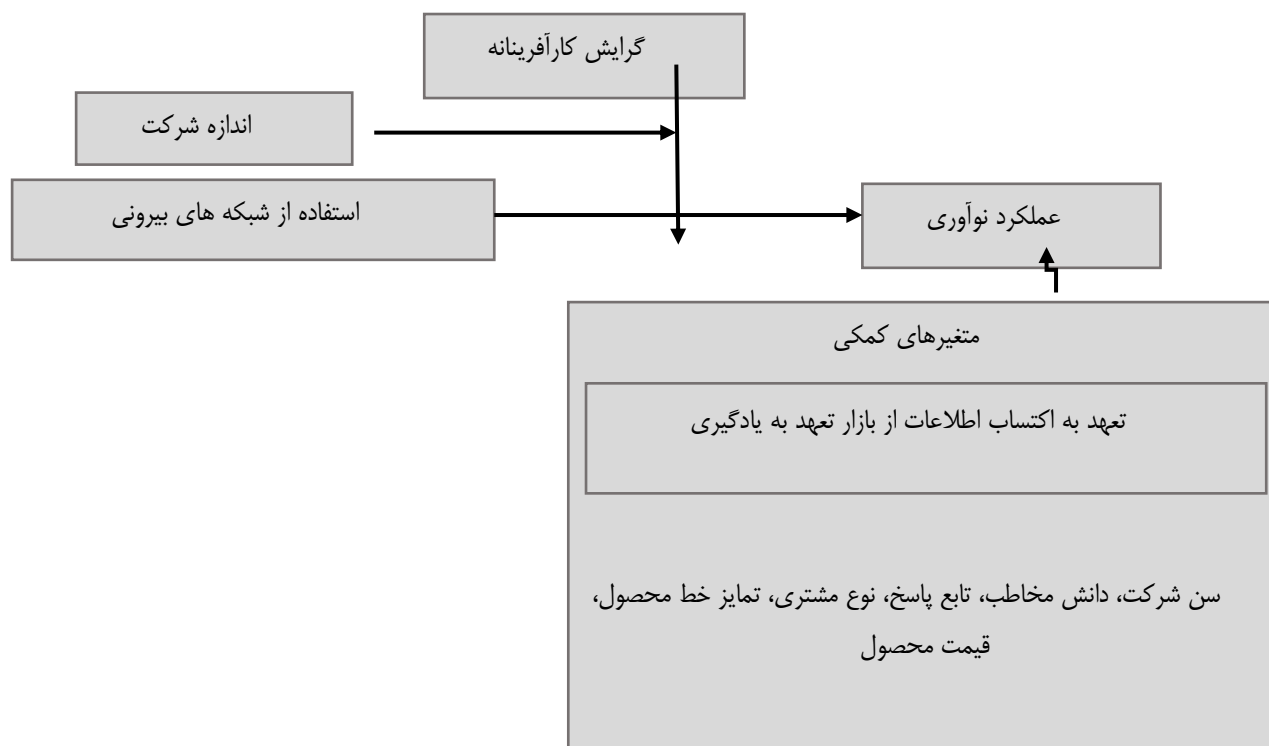 گرایش کارآفرینانه
اندازه شرکت
استفاده از شبکه های بیرونی
عملکرد نوآوری
متغیرهای کمکی
تعهد به اکتساب اطلاعات از بازار تعهد به یادگیری
سن شرکت، دانش مخاطب، تابع پاسخ، نوع مشتری، تمایز خط محصول،
قیمت محصول